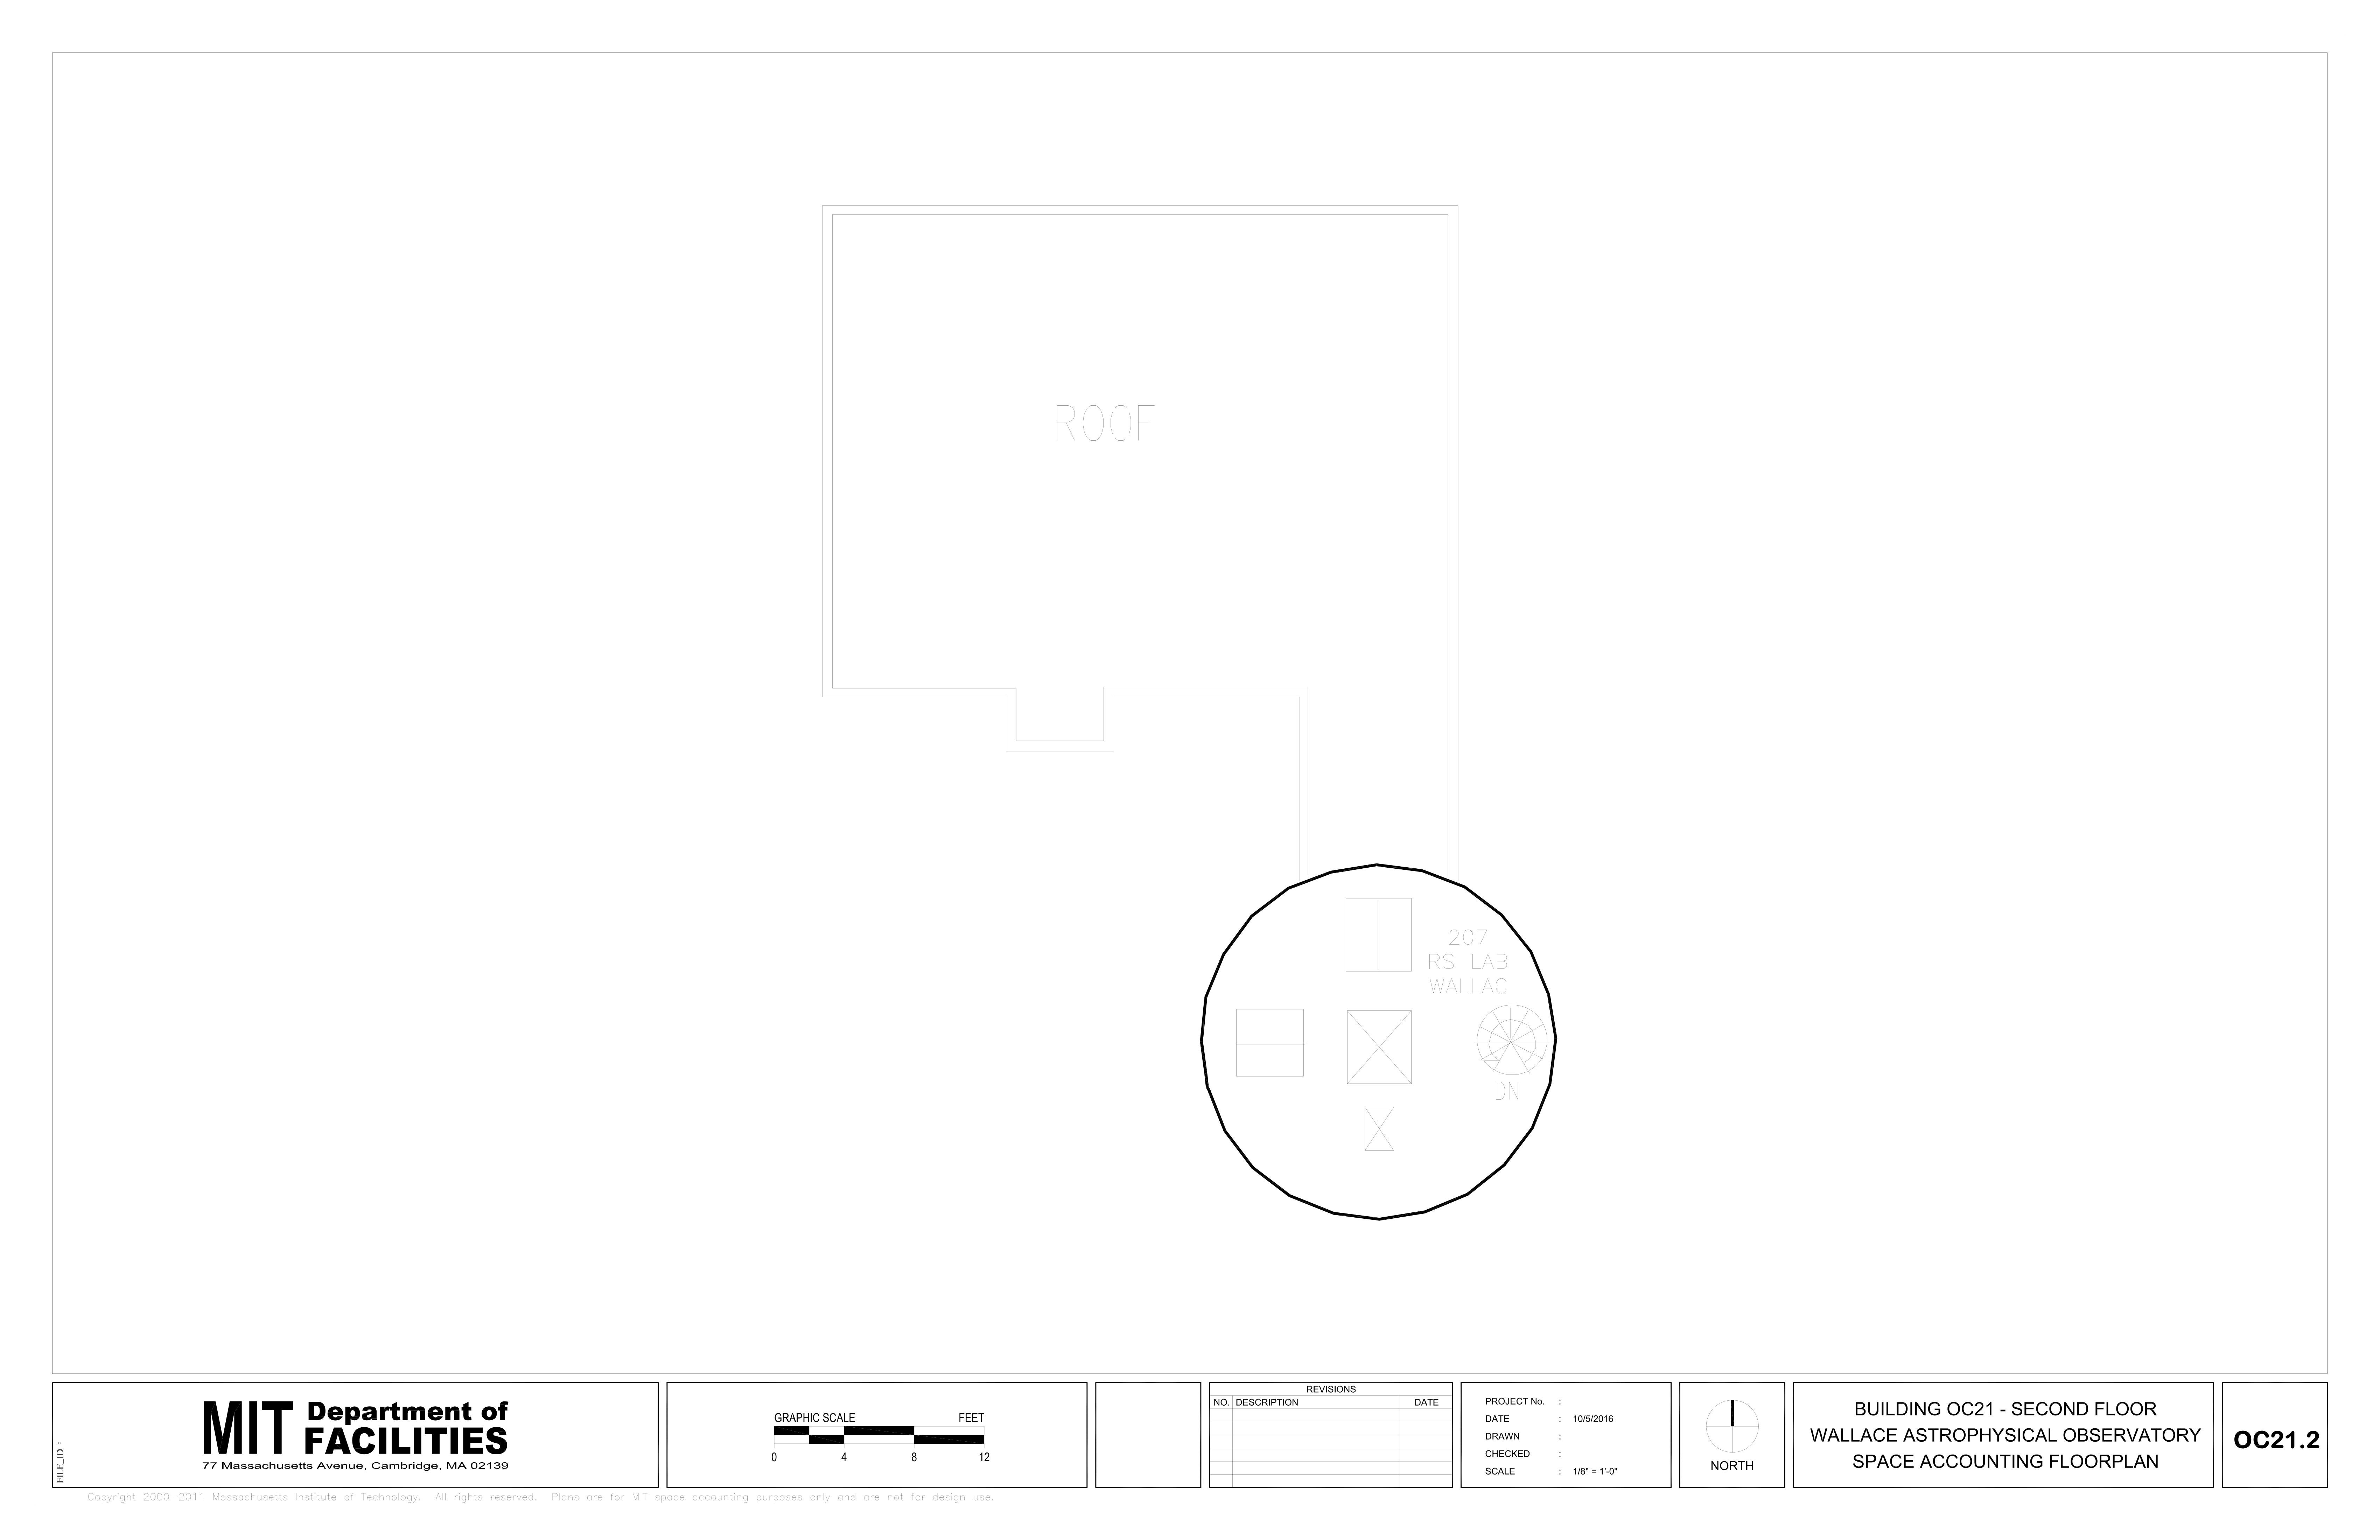 ROOF
207
RS LAB
WALLAC
DN
MIT Department of
FACILITIES
77 Massachusetts Avenue, Cambridge, MA 02139
FILE_ID :
GRAPHIC SCALE FEET
0 4 8 12
REVISIONS
NO. DESCRIPTION DATE
PROJECT No. :
DATE : 10/5/2016
DRAWN :
CHECKED :
SCALE : 1/8" = 1'-0"
NORTH
BUILDING OC21 - SECOND FLOOR
WALLACE ASTROPHYSICAL OBSERVATORY
SPACE ACCOUNTING FLOORPLAN
OC21.2
Copyright 2000-2011 Massachusetts Institute of Technology. All rights reserved. Plans are for MIT space accounting purposes only and are not for design use.